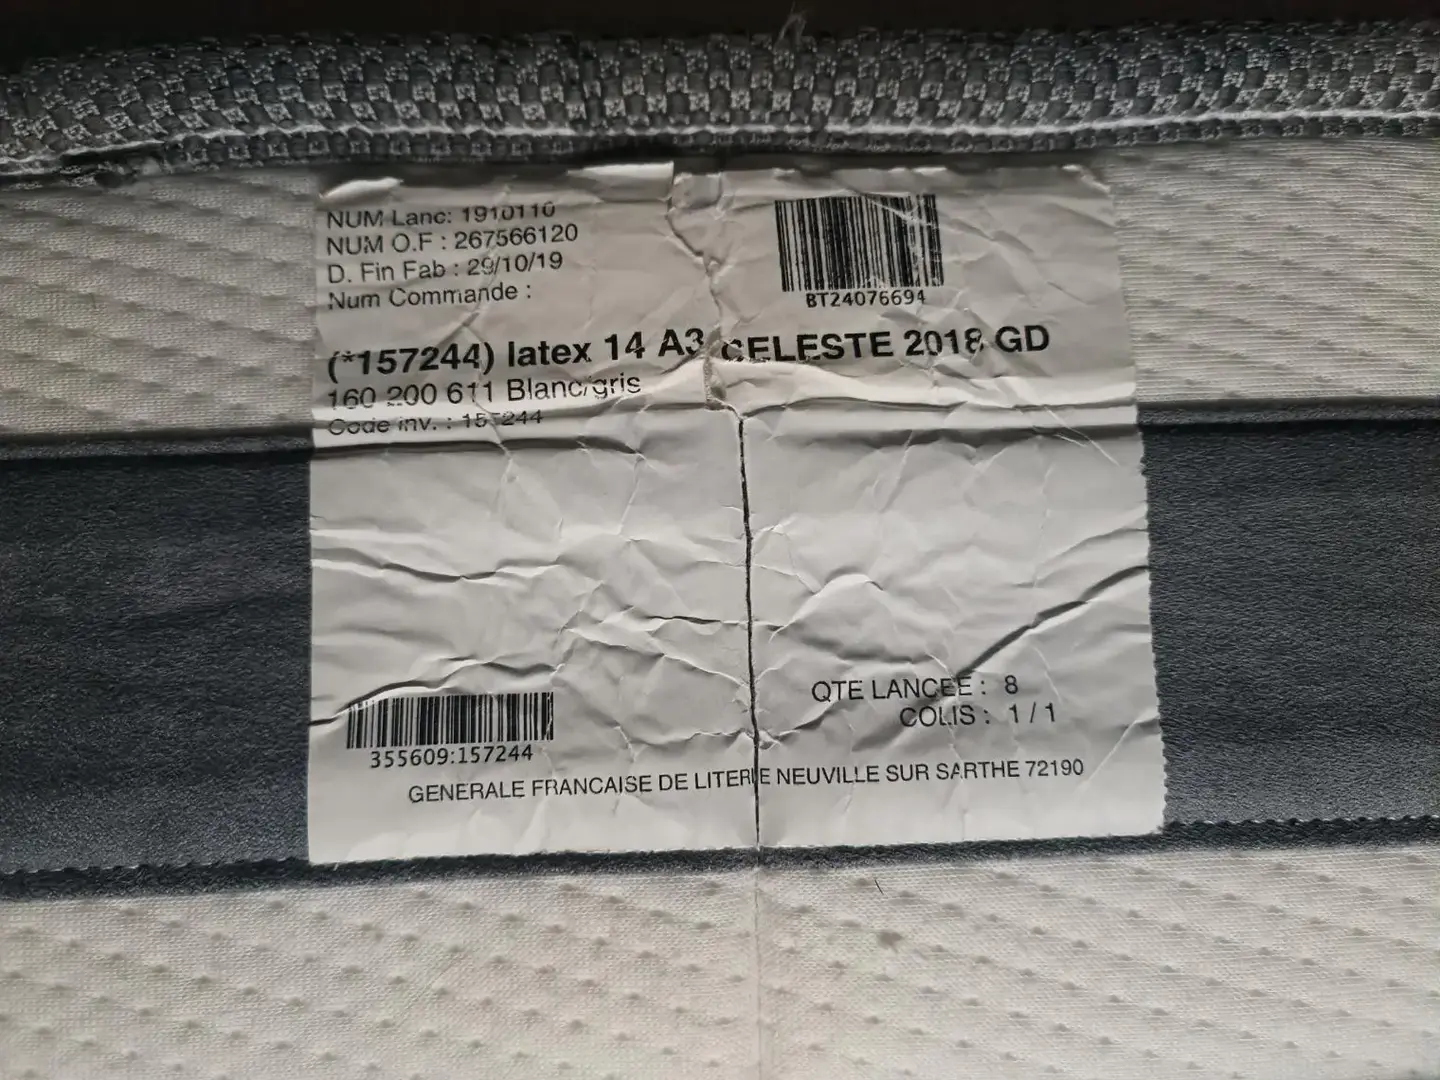 NUM Lanc: 1910110
NUM O.F : 267566120
D. Fin Fab : 29/10/19
Num Commande :
BT24076694
(*157244) latex 14 A3 CELESTE 2018 GD
160 200 611 Blanc/gris
Code inv. : 157244
QTE LANCEE : 8
COLIS : 1 / 1
355609:157244
GENERALE FRANCAISE DE LITERIE NEUVILLE SUR SARTHE 72190